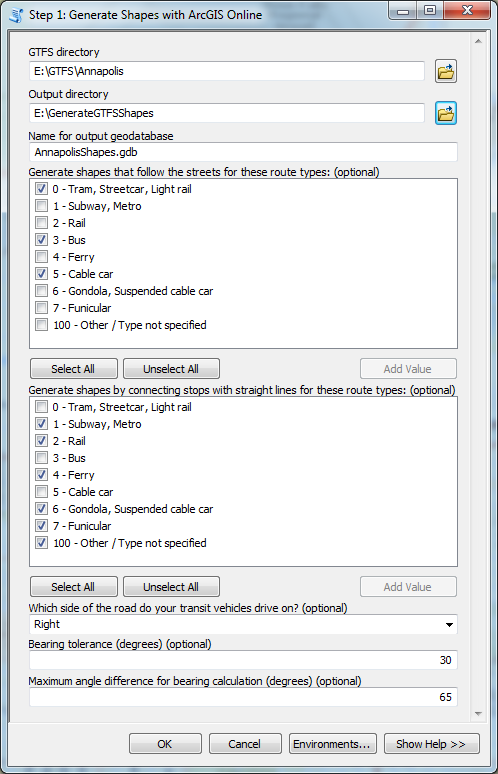 Step 1: Generate Shapes with ArcGIS Online
GTFS directory
E:\GTFS\Annapolis
Output directory
E:\GenerateGTFSShapes
Name for output geodatabase
AnnapolisShapes.gdb
Generate shapes that follow the streets for these route types: (optional)
0 - Tram, Streetcar, Light rail
1 - Subway, Metro
2 - Rail
3 - Bus
4 - Ferry
5 - Cable car
6 - Gondola, Suspended cable car
7 - Funicular
100 - Other / Type not specified
Select All Unselect All Add Value
Generate shapes by connecting stops with straight lines for these route types: (optional)
0 - Tram, Streetcar, Light rail
1 - Subway, Metro
2 - Rail
3 - Bus
4 - Ferry
5 - Cable car
6 - Gondola, Suspended cable car
7 - Funicular
100 - Other / Type not specified
Select All Unselect All Add Value
Which side of the road do your transit vehicles drive on? (optional)
Right
Bearing tolerance (degrees) (optional)
30
Maximum angle difference for bearing calculation (degrees) (optional)
65
OK Cancel Environments... Show Help >>